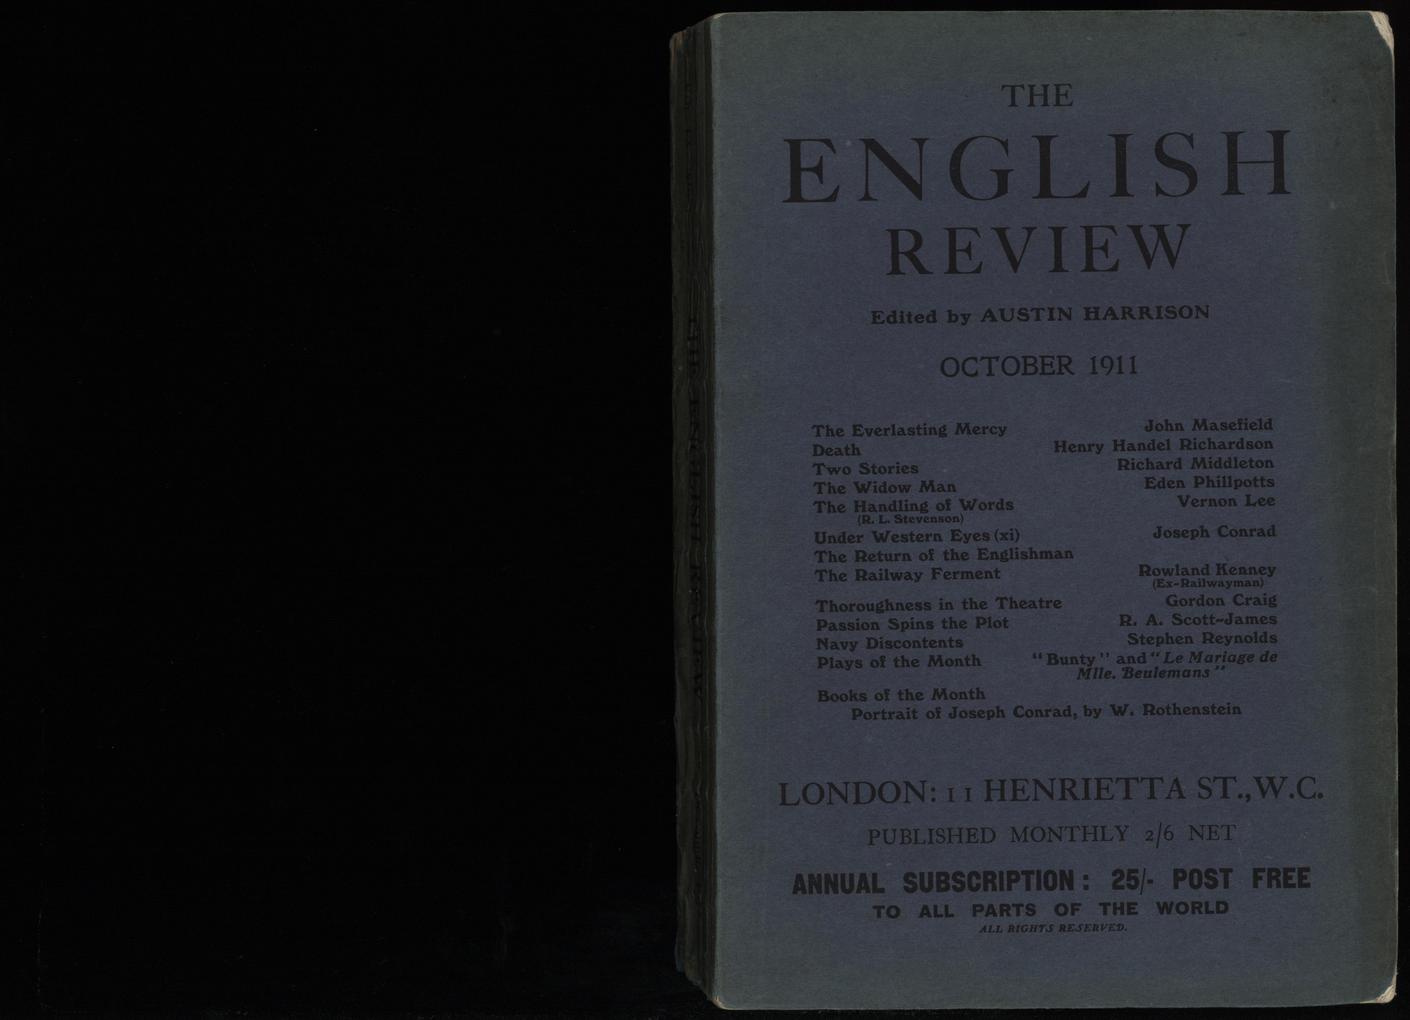 THE
ENGLISH
REVIEW
Edited by AUSTIN HARRISON
OCTOBER 1911
The Everlasting Mercy John Masefield
Death Henry Handel Richardson
Two Stories Richard Middleton
The Widow Man Eden Phillpotts
The Handling of Words Vernon Lee
(R. L. Stevenson)
Under Western Eyes (xi) Joseph Conrad
The Return of the Englishman
The Railway Ferment Rowland Kenney
(Ex-Railwayman)
Thoroughness in the Theatre Gordon Craig
Passion Spins the Plot R. A. Scott-James
Navy Discontents Stephen Reynolds
Plays of the Month "Bunty" and "Le Mariage de
Mlle. Beulemans"
Books of the Month
Portrait of Joseph Conrad, by W. Rothenstein
LONDON: 11 HENRIETTA ST., W.C.
PUBLISHED MONTHLY 2/6 NET
ANNUAL SUBSCRIPTION: 25/- POST FREE
TO ALL PARTS OF THE WORLD
ALL RIGHTS RESERVED.
THE ENGLISH REVIEW